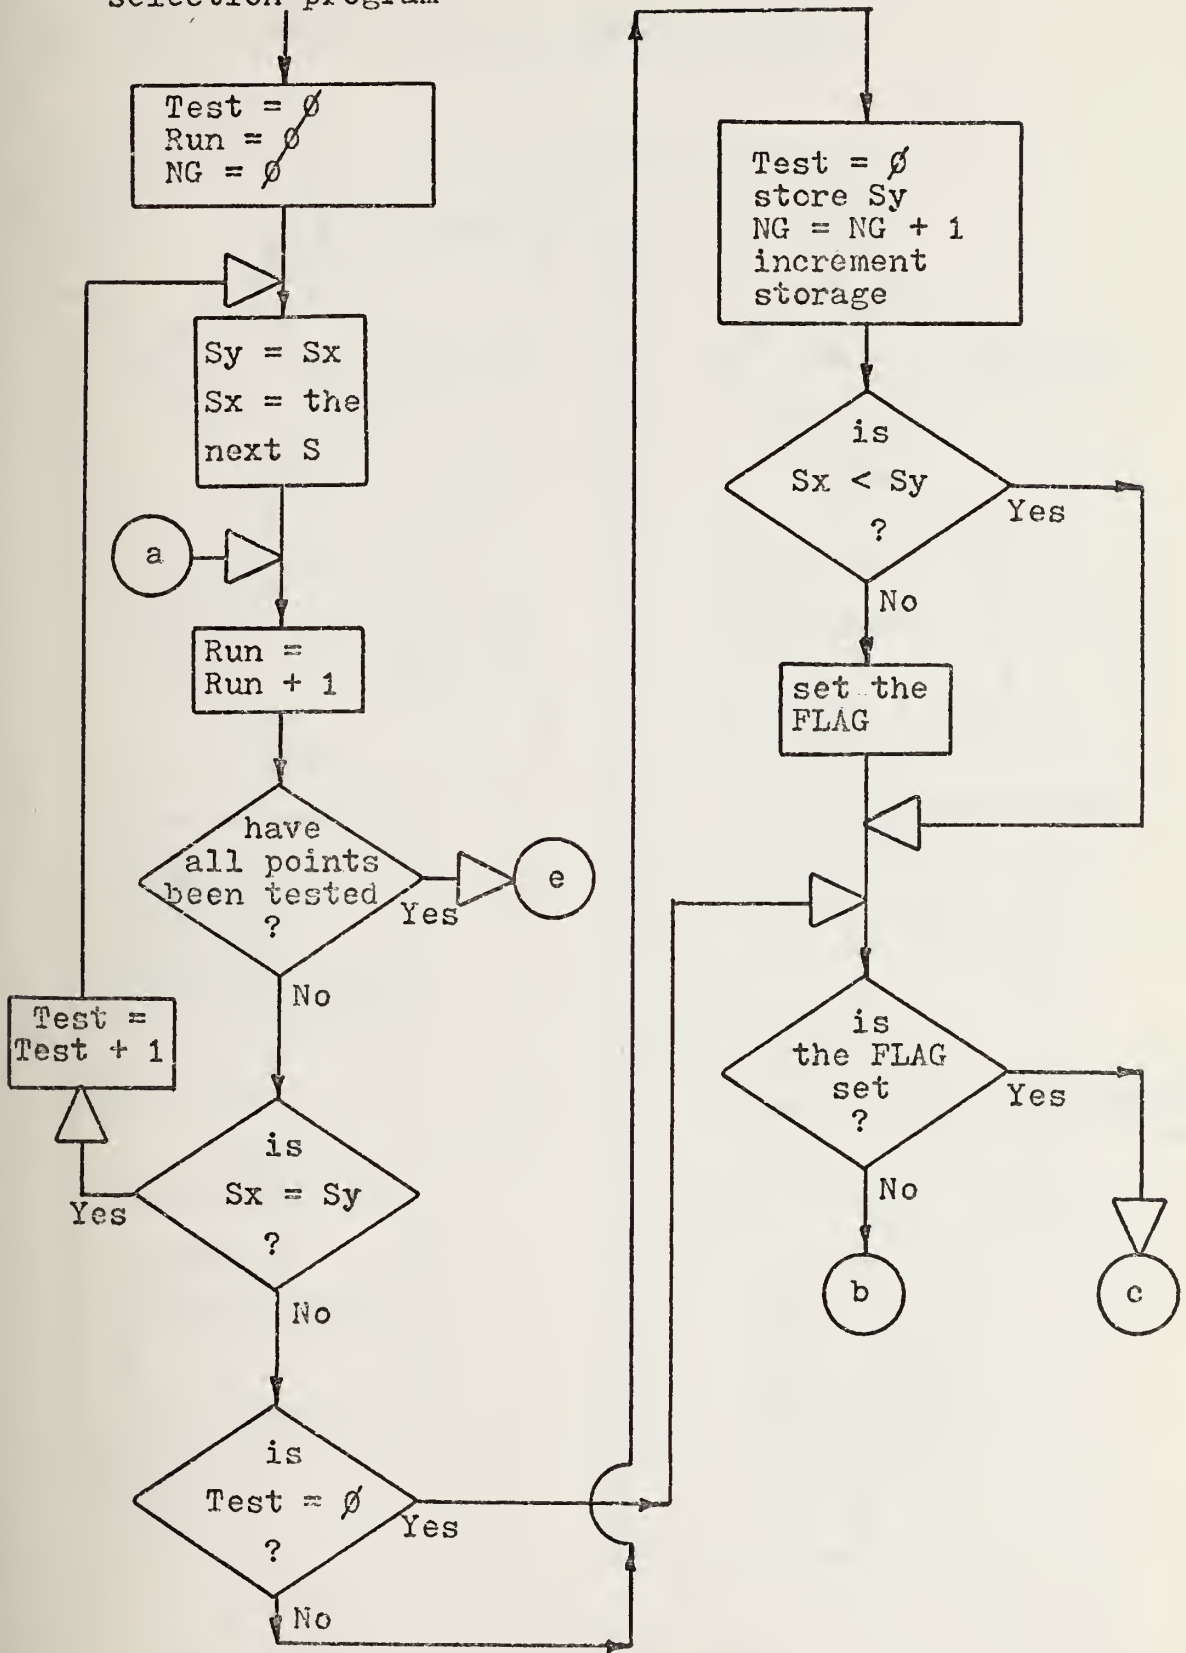 selection program
Test = ∅
Run = ∅
NG = ∅
Sy = Sx
Sx = the
next S
a
Run =
Run + 1
have
all points
been tested
?
Yes
e
No
Test =
Test + 1
is
Sx = Sy
?
Yes
No
is
Test = ∅
?
Yes
No
Test = ∅
store Sy
NG = NG + 1
increment
storage
is
Sx < Sy
?
Yes
No
set the
FLAG
is
the FLAG
set
?
Yes
No
b
c